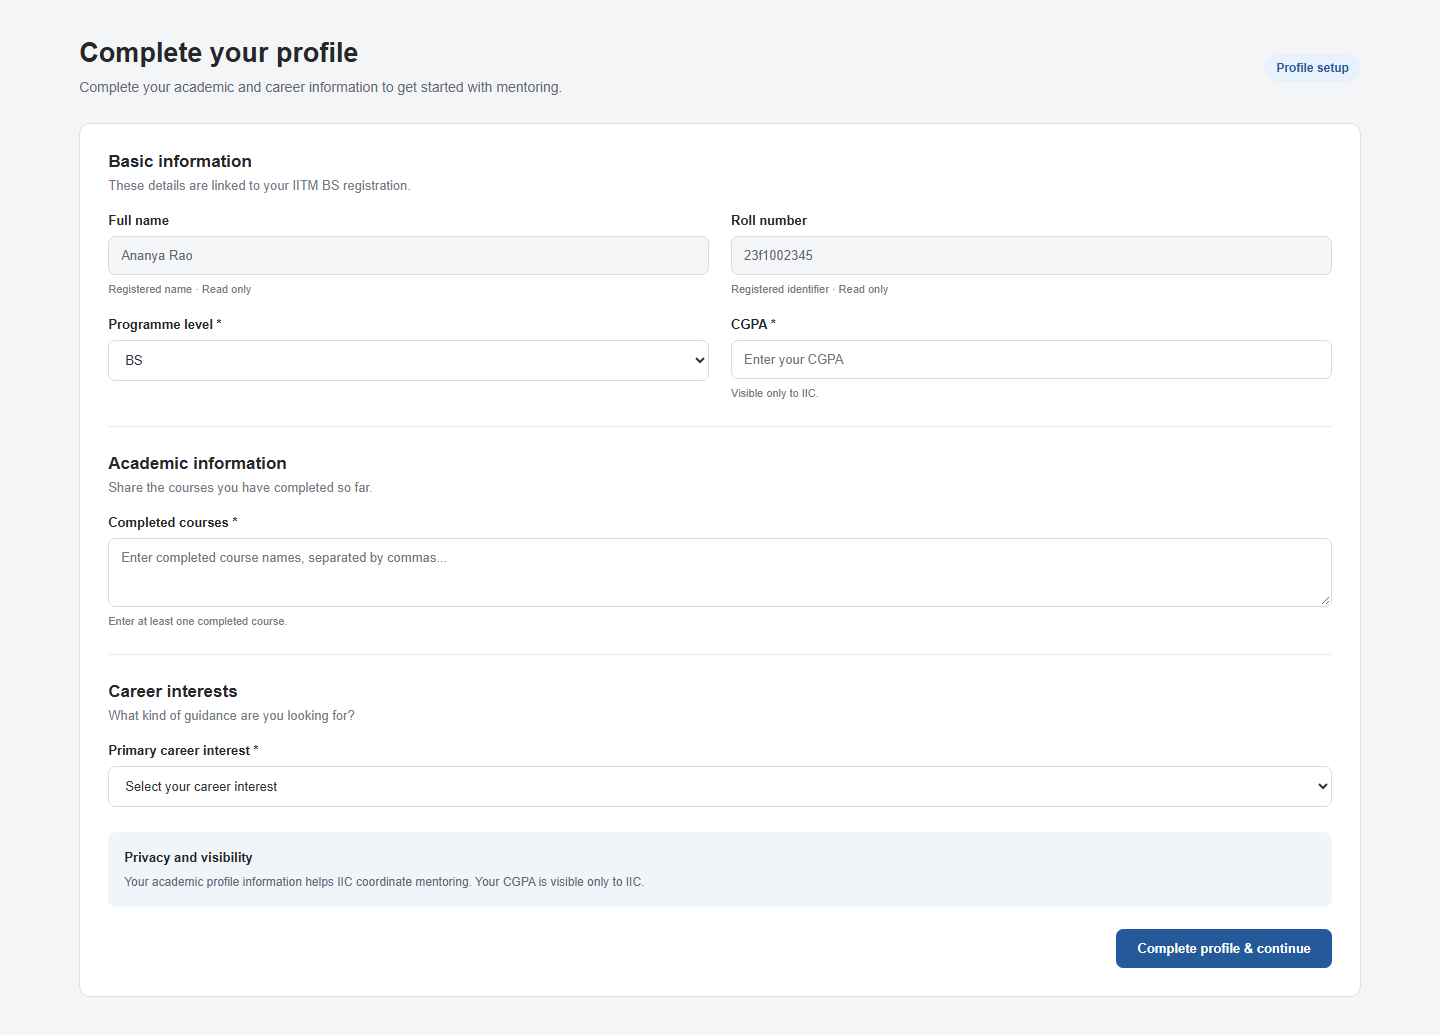 Complete your profile
Complete your academic and career information to get started with mentoring.
Profile setup
Basic information
These details are linked to your IITM BS registration.
Full name
Ananya Rao
Registered name · Read only
Roll number
23f1002345
Registered identifier · Read only
Programme level *
BS
CGPA *
Enter your CGPA
Visible only to IIC.
Academic information
Share the courses you have completed so far.
Completed courses *
Enter completed course names, separated by commas...
Enter at least one completed course.
Career interests
What kind of guidance are you looking for?
Primary career interest *
Select your career interest
Privacy and visibility
Your academic profile information helps IIC coordinate mentoring. Your CGPA is visible only to IIC.
Complete profile & continue